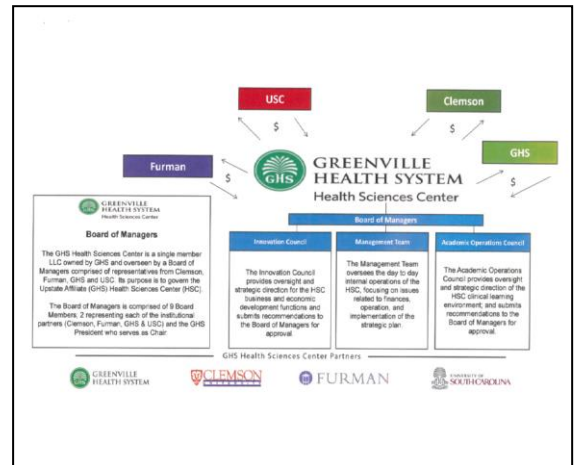 USC
Clemson
$
$
Furman
GHS
$
$
GHS
GREENVILLE
HEALTH SYSTEM
Health Sciences Center
GREENVILLE
HEALTH SYSTEM
Health Sciences Center
Board of Managers
The GHS Health Sciences Center is a single member
LLC owned by GHS and overseen by a Board of
Managers comprised of representatives from Clemson,
Furman, GHS and USC. Its purpose is to govern the
Upstate Affiliate (GHS) Health Sciences Center (HSC).
The Board of Managers is comprised of 9 Board
Members; 2 representing each of the institutional
partners (Clemson, Furman, GHS & USC) and the GHS
President who serves as Chair
Board of Managers
Innovation Council
The Innovation Council
provides oversight and
strategic direction of the
HSC business and economic
development functions and
submits recommendations to
the Board of Managers for
approval.
Management Team
The Management Team
oversees the day to day
internal operations of the
HSC, focusing on issues
related to finances,
operation, and
implementation of the
strategic plan.
Academic Operations Council
The Academic Operations
Council provides oversight
and strategic direction of the
HSC clinical learning
environment; and submits
recommendations to the
Board of Managers for
approval.
GHS Health Sciences Center Partners
GREENVILLE
HEALTH SYSTEM
CLEMSON
FURMAN
UNIVERSITY OF
SOUTH CAROLINA